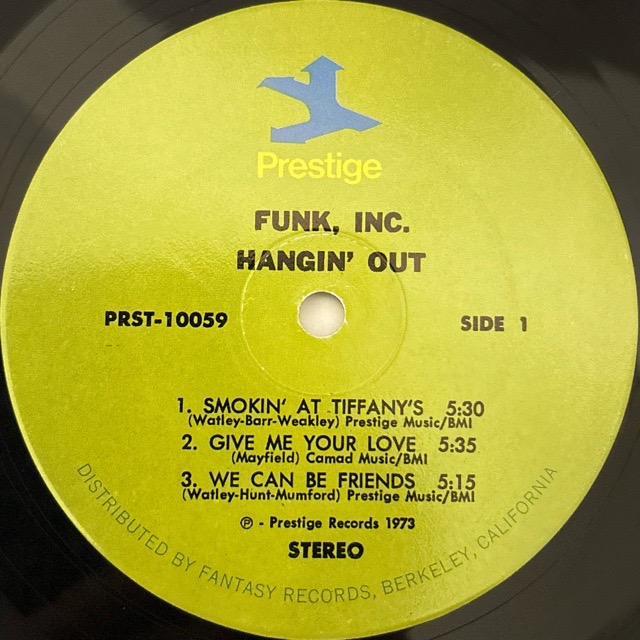 Prestige
FUNK, INC.
HANGIN' OUT
PRST-10059
SIDE 1
1. SMOKIN' AT TIFFANY'S 5:30
(Watley-Barr-Weakley) Prestige Music/BMI
2. GIVE ME YOUR LOVE 5:35
(Mayfield) Camad Music/BMI
3. WE CAN BE FRIENDS 5:15
(Watley-Hunt-Mumford) Prestige Music/BMI
℗ - Prestige Records 1973
STEREO
DISTRIBUTED BY FANTASY RECORDS, BERKELEY, CALIFORNIA